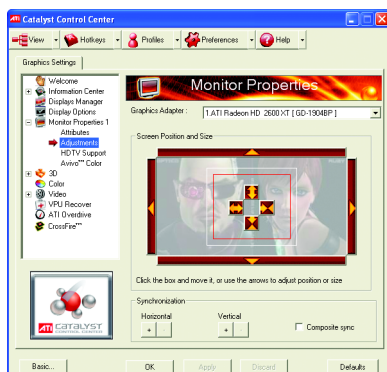 Catalyst Control Center
View Hotkeys Profiles Preferences Help
Graphics Settings
Welcome
Information Center
Displays Manager
Display Options
Monitor Properties 1
Attributes
Adjustments
HDTV Support
Avivo™ Color
3D
Color
Video
VPU Recover
ATI Overdrive
CrossFire™
ATI CATALYST
CONTROL CENTER
Monitor Properties
Graphics Adapter :
1.ATI Radeon HD 2600 XT [ GD-1904BP ]
Screen Position and Size
Click the box and move it, or use the arrows to adjust position or size
Synchronization
Horizontal
+ -
Vertical
+ -
Composite sync
Basic... OK Apply Discard Defaults